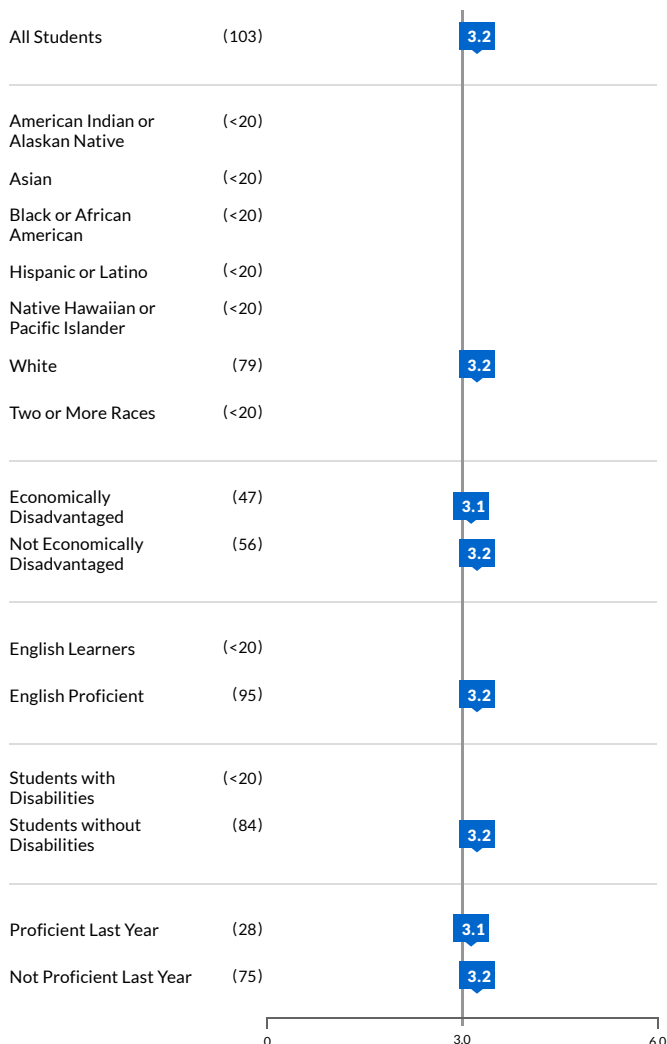 All Students (103) 3.2
American Indian or (<20)
Alaskan Native
Asian (<20)
Black or African (<20)
American
Hispanic or Latino (<20)
Native Hawaiian or (<20)
Pacific Islander
White (79) 3.2
Two or More Races (<20)
Economically (47) 3.1
Disadvantaged
Not Economically (56) 3.2
Disadvantaged
English Learners (<20)
English Proficient (95) 3.2
Students with (<20)
Disabilities
Students without (84) 3.2
Disabilities
Proficient Last Year (28) 3.1
Not Proficient Last Year (75) 3.2
0 3.0 6.0